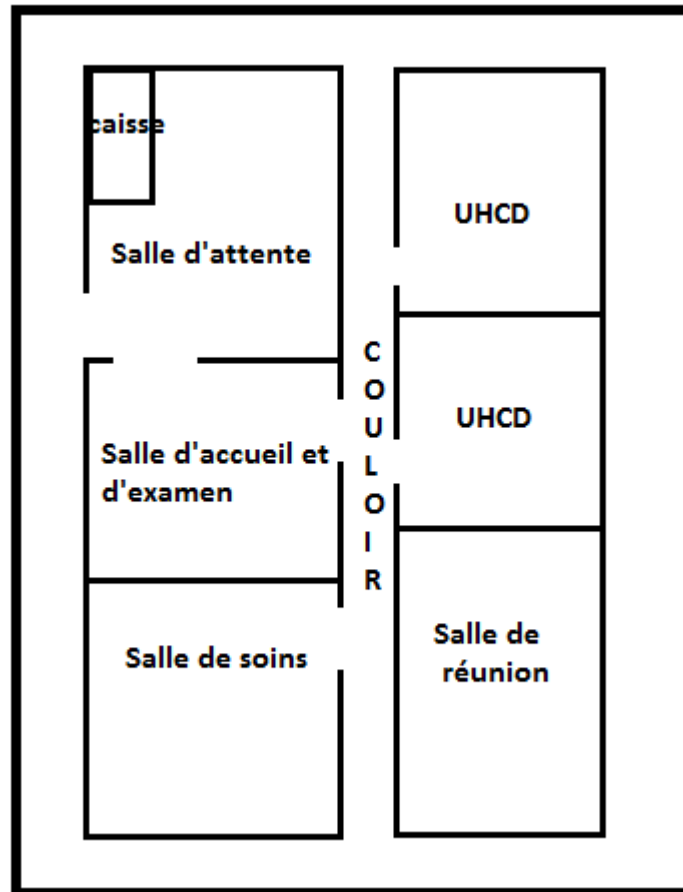 caisse
Salle d'attente
Salle d'accueil et
d'examen
Salle de soins
C
O
U
L
O
I
R
UHCD
UHCD
Salle de
réunion